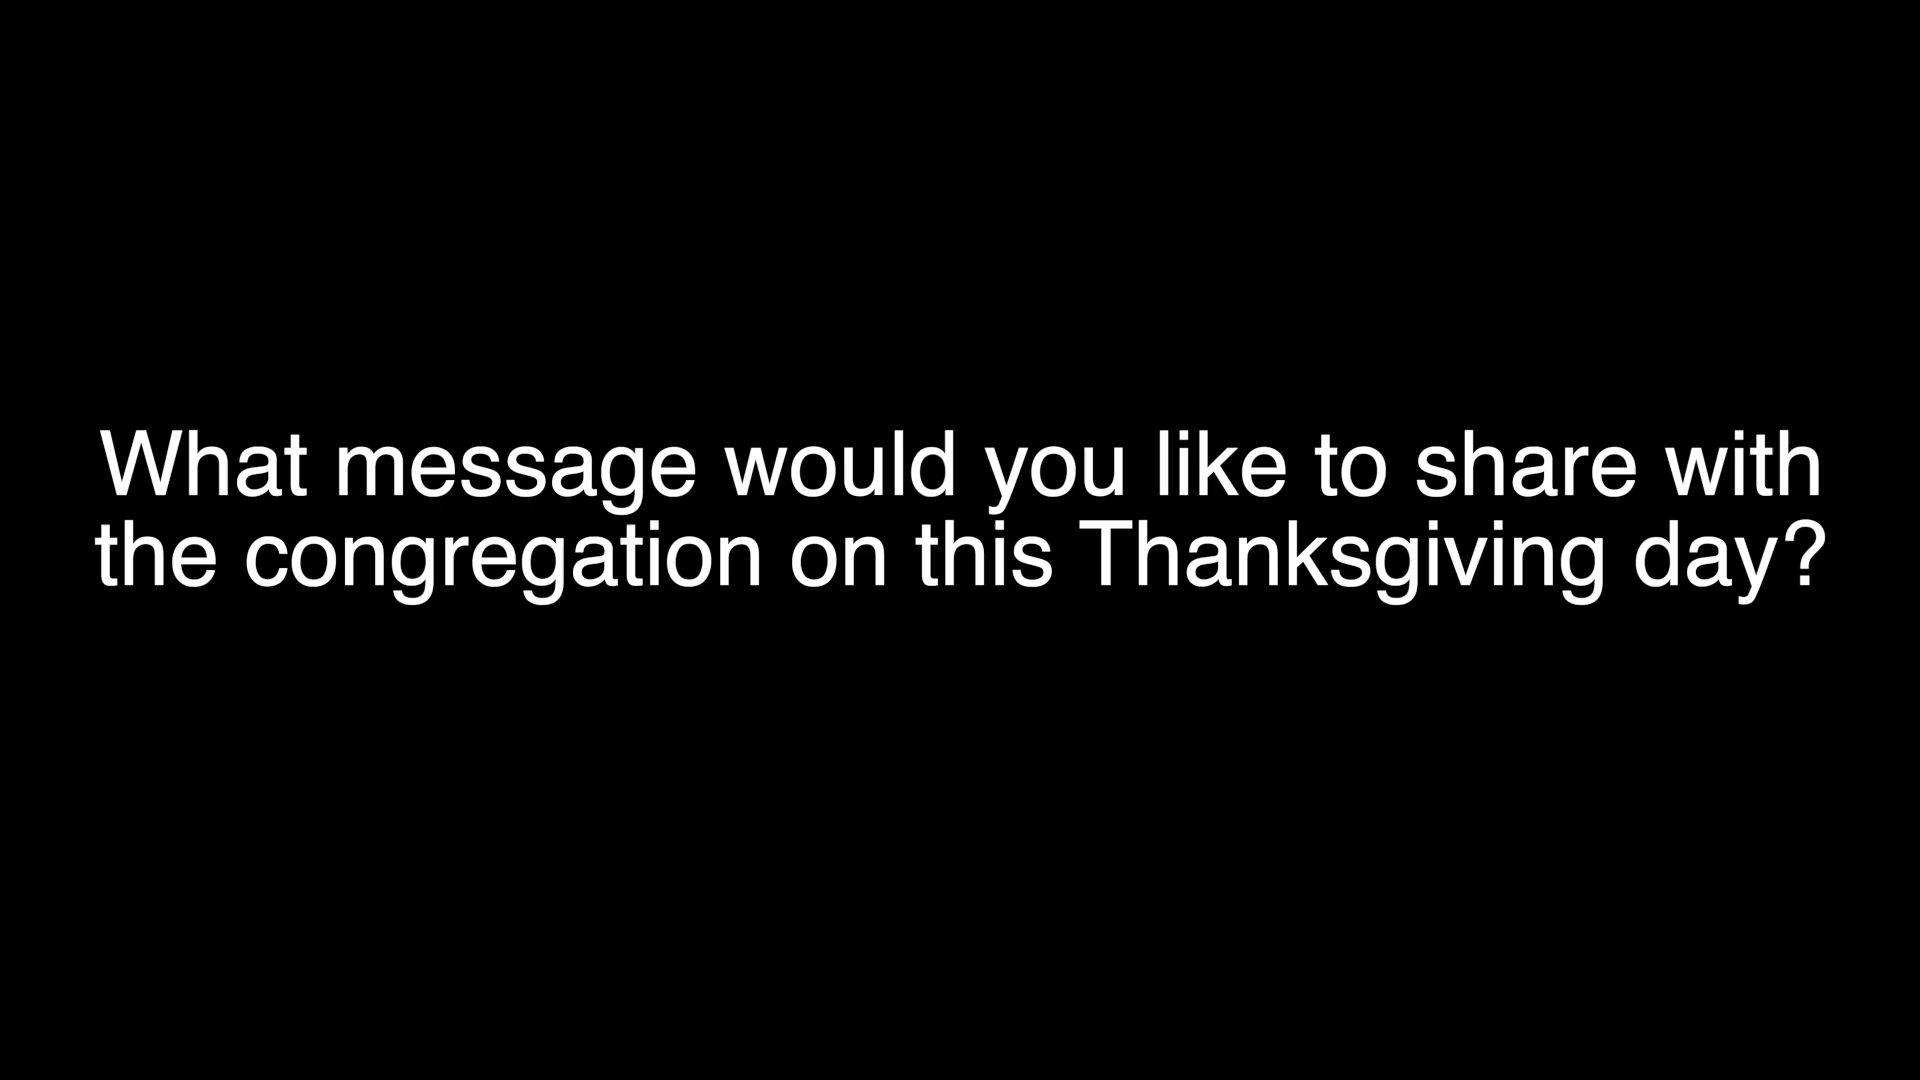 What message would you like to share with
the congregation on this Thanksgiving day?